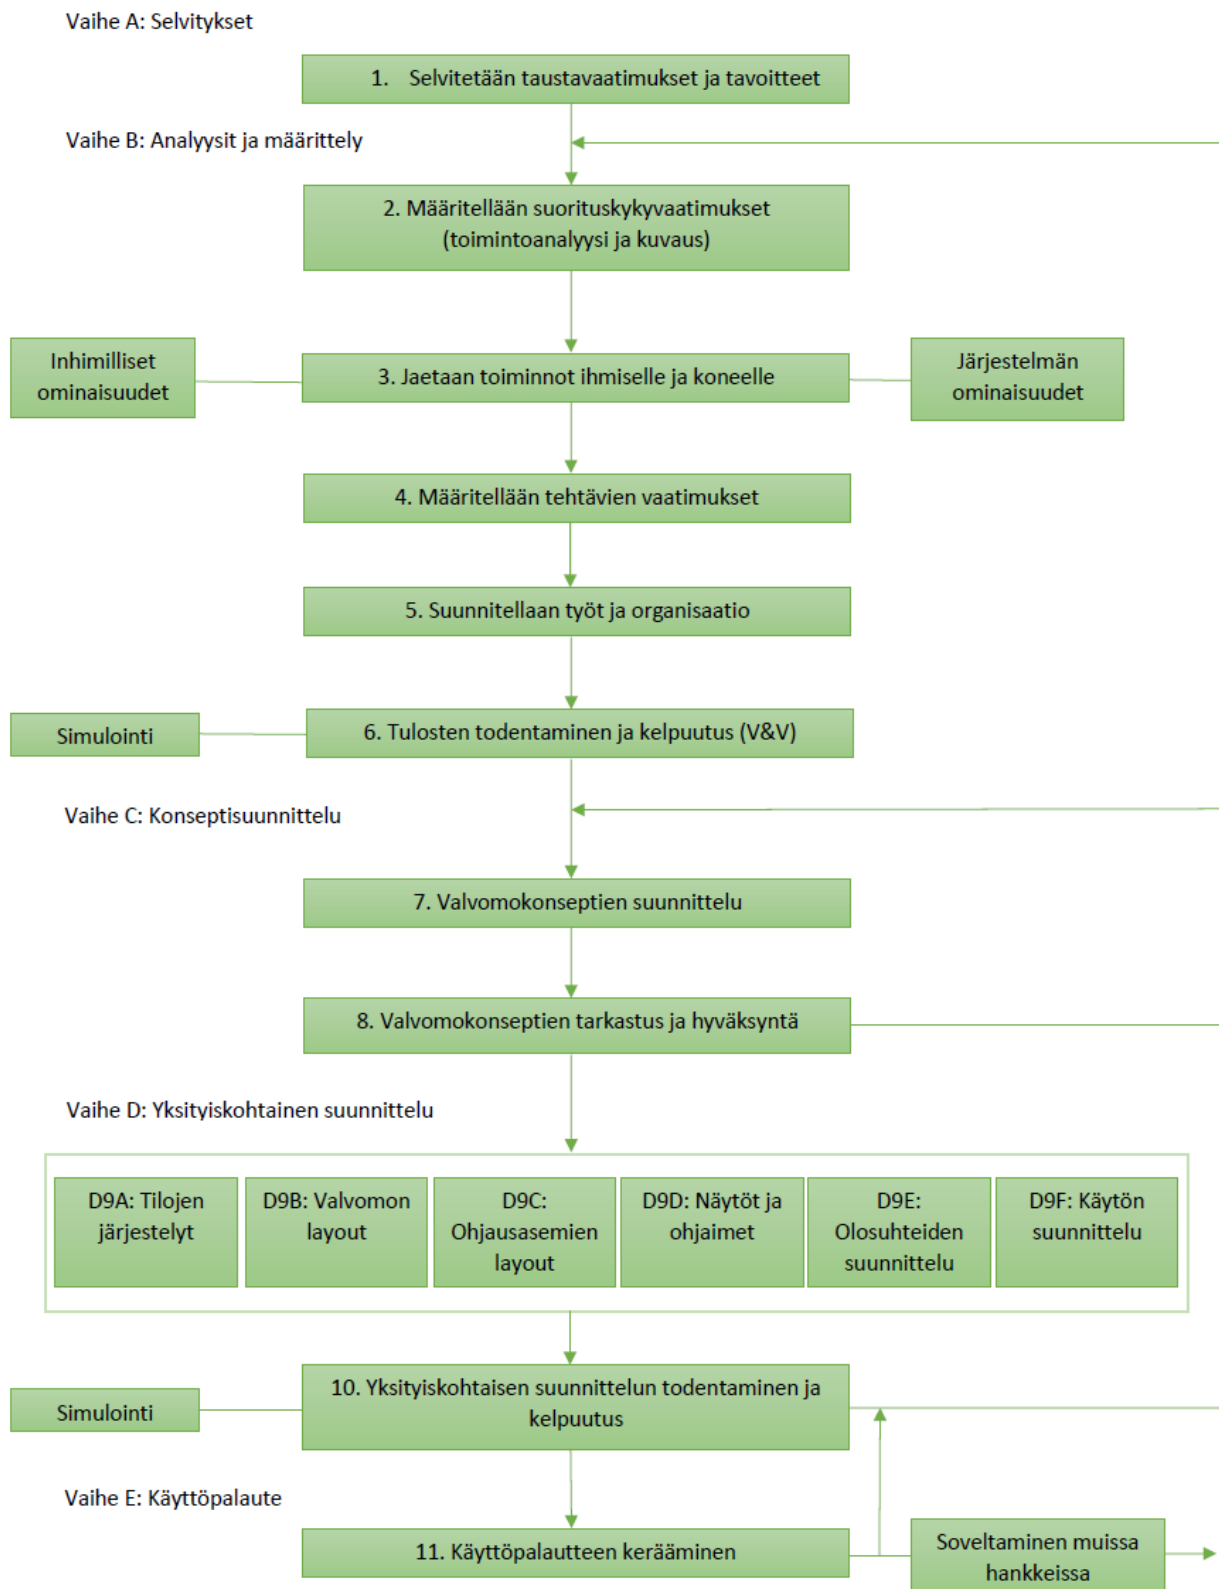 Vaihe A: Selvitykset
1. Selvitetään taustavaatimukset ja tavoitteet
Vaihe B: Analyysit ja määrittely
2. Määritellään suorituskykyvaatimukset
(toimintoanalyysi ja kuvaus)
Inhimilliset
ominaisuudet
3. Jaetaan toiminnot ihmiselle ja koneelle
Järjestelmän
ominaisuudet
4. Määritellään tehtävien vaatimukset
5. Suunnitellaan työt ja organisaatio
Simulointi
6. Tulosten todentaminen ja kelpuutus (V&V)
Vaihe C: Konseptisuunnittelu
7. Valvomokonseptien suunnittelu
8. Valvomokonseptien tarkastus ja hyväksyntä
Vaihe D: Yksityiskohtainen suunnittelu
D9A: Tilojen
järjestelyt
D9B: Valvomon
layout
D9C:
Ohjausasemien
layout
D9D: Näytöt ja
ohjaimet
D9E:
Olosuhteiden
suunnittelu
D9F: Käytön
suunnittelu
Simulointi
10. Yksityiskohtaisen suunnittelun todentaminen ja
kelpuutus
Vaihe E: Käyttöpalaute
11. Käyttöpalautteen kerääminen
Soveltaminen muissa
hankkeissa